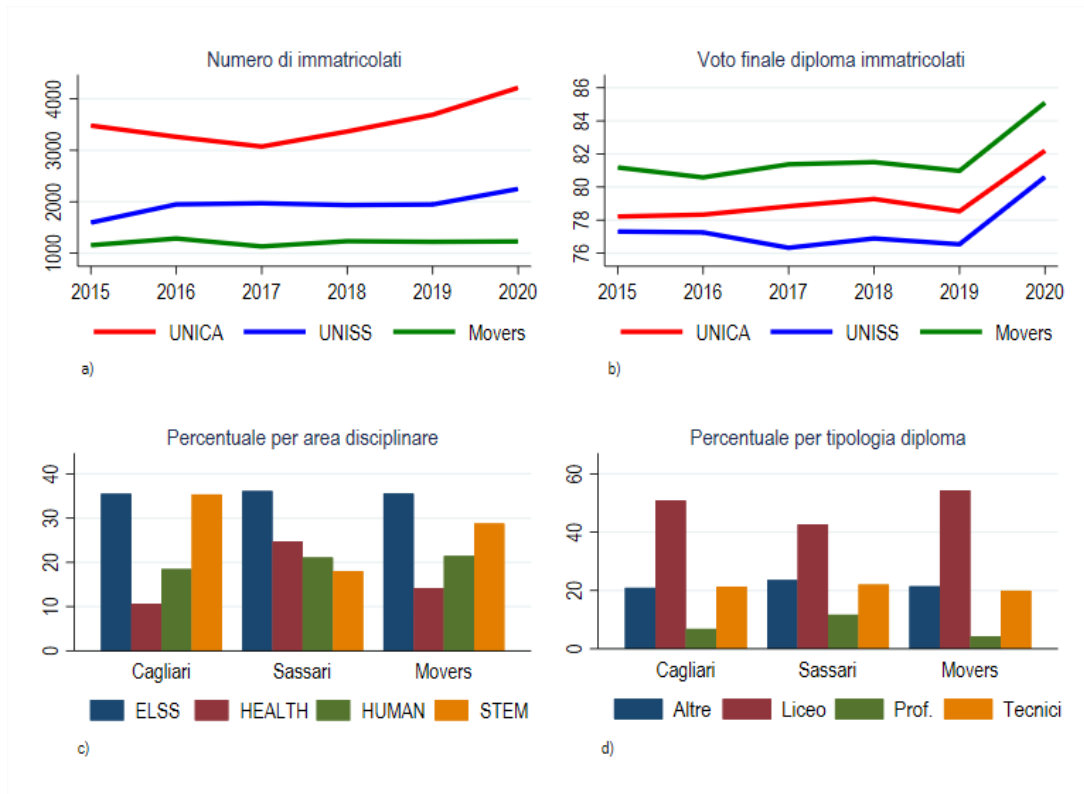 Numero di immatricolati
4000
3000
2000
1000
2015 2016 2017 2018 2019 2020
UNICA UNISS Movers
a)
Voto finale diploma immatricolati
86
84
82
80
78
76
2015 2016 2017 2018 2019 2020
UNICA UNISS Movers
b)
Percentuale per area disciplinare
40
30
20
10
0
Cagliari Sassari Movers
ELSS HEALTH HUMAN STEM
c)
Percentuale per tipologia diploma
60
40
20
0
Cagliari Sassari Movers
Altre Liceo Prof. Tecnici
d)